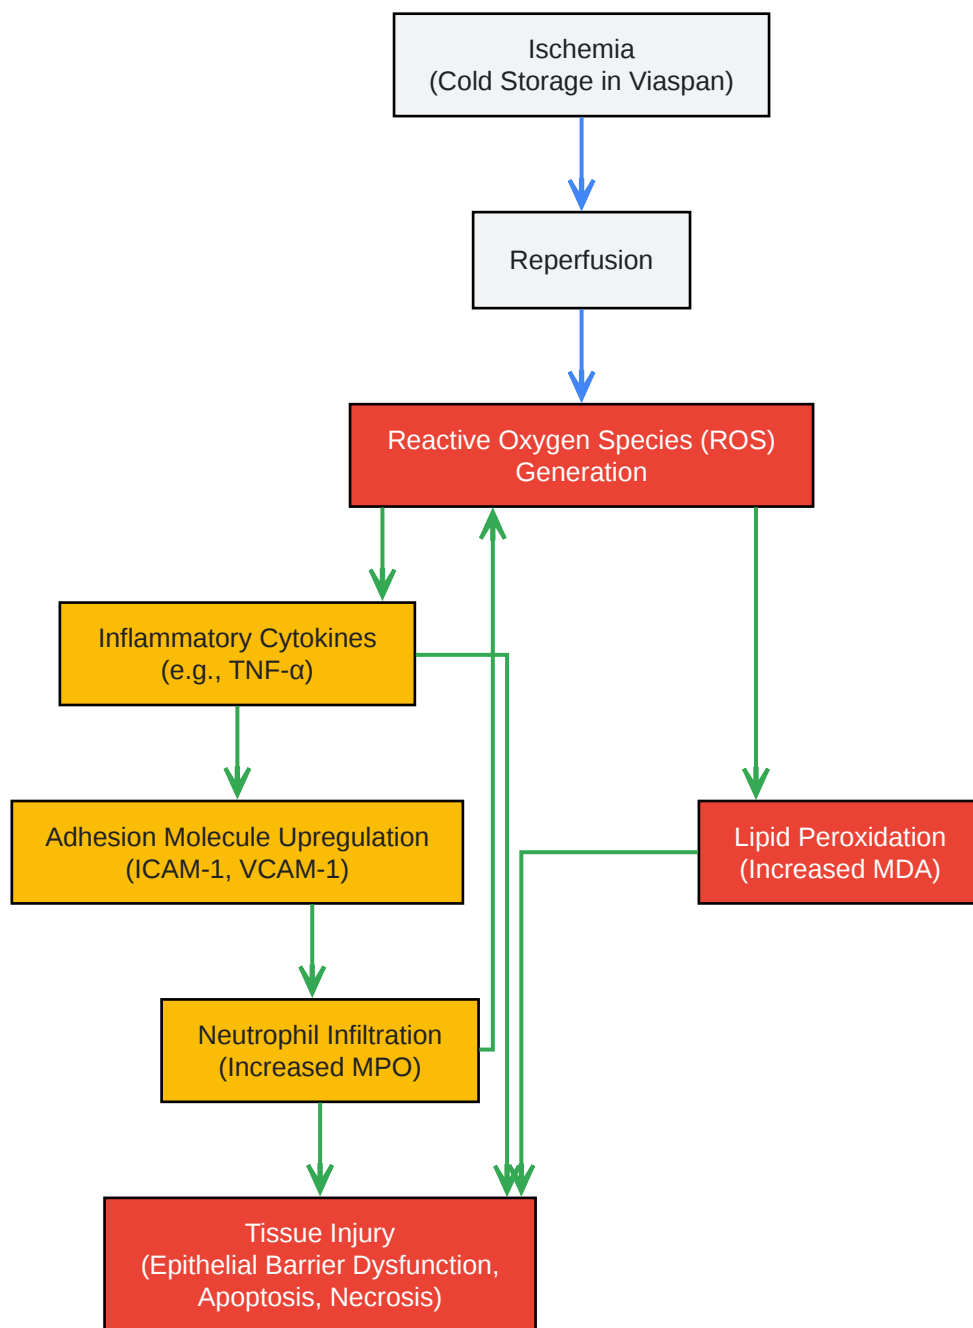 Ischemia
(Cold Storage in Viaspan)
Reperfusion
Reactive Oxygen Species (ROS)
Generation
Inflammatory Cytokines
(e.g., TNF-α)
Adhesion Molecule Upregulation
(ICAM-1, VCAM-1)
Lipid Peroxidation
(Increased MDA)
Neutrophil Infiltration
(Increased MPO)
Tissue Injury
(Epithelial Barrier Dysfunction,
Apoptosis, Necrosis)